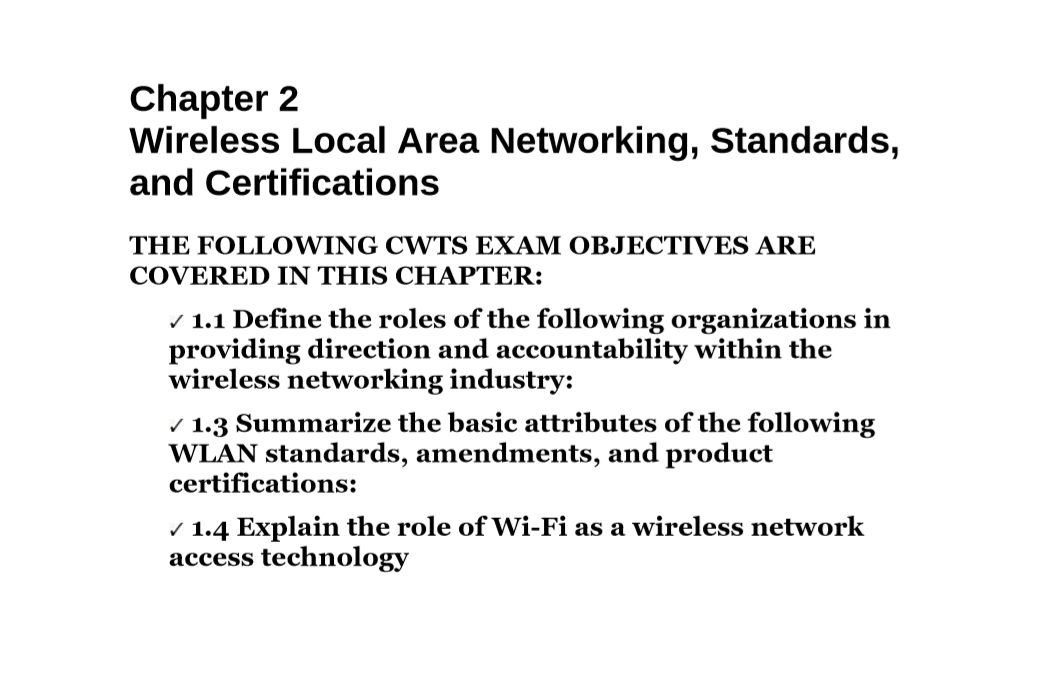 Chapter 2
Wireless Local Area Networking, Standards,
and Certifications
THE FOLLOWING CWTS EXAM OBJECTIVES ARE
COVERED IN THIS CHAPTER:
✓ 1.1 Define the roles of the following organizations in
providing direction and accountability within the
wireless networking industry:
✓ 1.3 Summarize the basic attributes of the following
WLAN standards, amendments, and product
certifications:
✓ 1.4 Explain the role of Wi-Fi as a wireless network
access technology